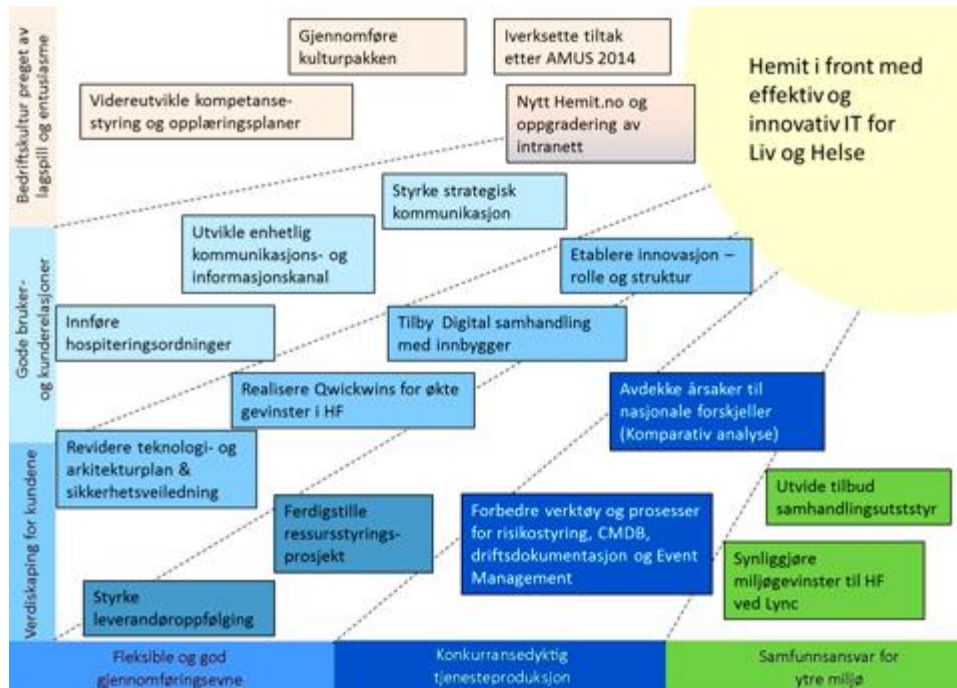 Bedriftskultur preget av
lagspill og entusiasme
Gjennomføre
kulturpakken
Iverksette tiltak
etter AMUS 2014
Hemit i front med
effektiv og
innovativ IT for
Liv og Helse
Videreutvikle kompetanse-
styring og opplæringsplaner
Nytt Hemit.no og
oppgradering av
intranett
Styrke strategisk
kommunikasjon
Gode bruker-
og kunderelasjoner
Utvikle enhetlig
kommunikasjons- og
informasjonskanal
Etablere innovasjon –
rolle og struktur
Innføre
hospiteringsordninger
Tilby Digital samhandling
med innbygger
Realisere Qwickwins for økte
gevinster i HF
Avdekke årsaker til
nasjonale forskjeller
(Komparativ analyse)
Verdiskaping for kundene
Revidere teknologi- og
arkitekturplan &
sikkerhetsveiledning
Ferdigstille
ressursstyrings-
prosjekt
Forbedre verktøy og prosesser
for risikostyring, CMDB,
driftsdokumentasjon og Event
Management
Utvide tilbud
samhandlingsutststyr
Synliggjøre
miljøgevinster til HF
ved Lync
Styrke
leverandøroppfølging
Fleksible og god
gjennomføringsevne
Konkurransedyktig
tjenesteproduksjon
Samfunnsansvar for
ytre miljø